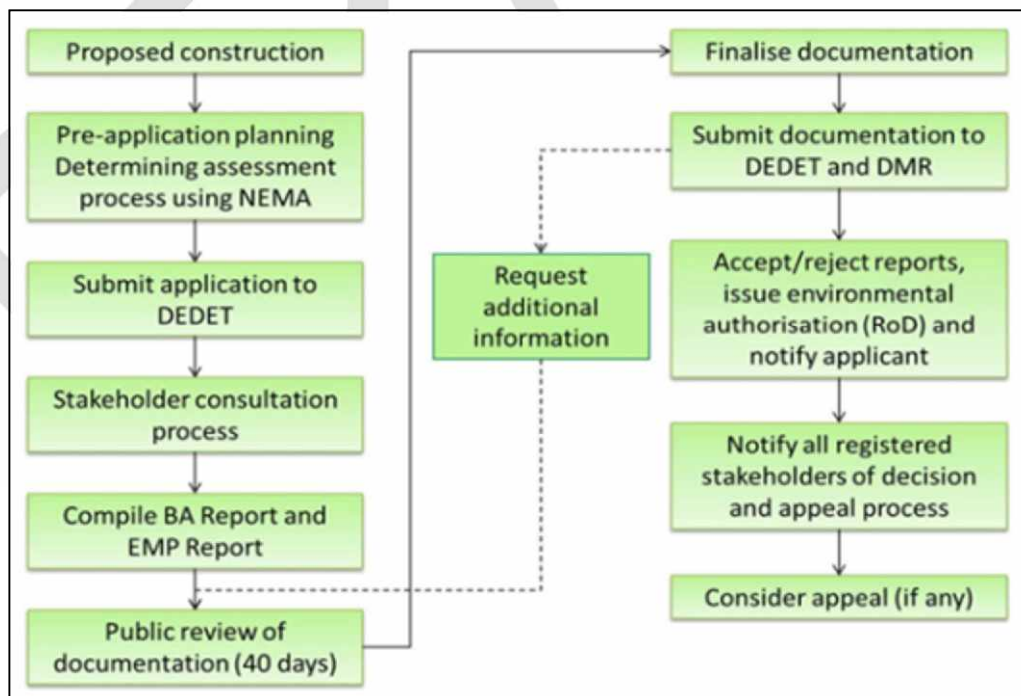 Proposed construction
Pre-application planning
Determining assessment
process using NEMA
Submit application to
DEDET
Stakeholder consultation
process
Compile BA Report and
EMP Report
Public review of
documentation (40 days)
Request
additional
information
Finalise documentation
Submit documentation to
DEDET and DMR
Accept/reject reports,
issue environmental
authorisation (RoD) and
notify applicant
Notify all registered
stakeholders of decision
and appeal process
Consider appeal (if any)